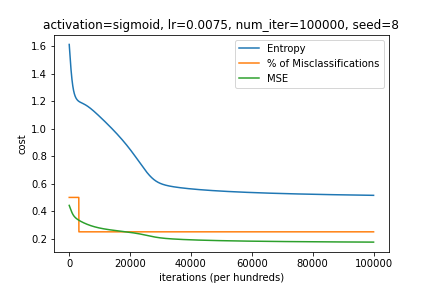 activation=sigmoid, lr=0.0075, num_iter=100000, seed=8
Entropy
% of Misclassifications
MSE
cost
1.6
1.4
1.2
1.0
0.8
0.6
0.4
0.2
0 20000 40000 60000 80000 100000
iterations (per hundreds)